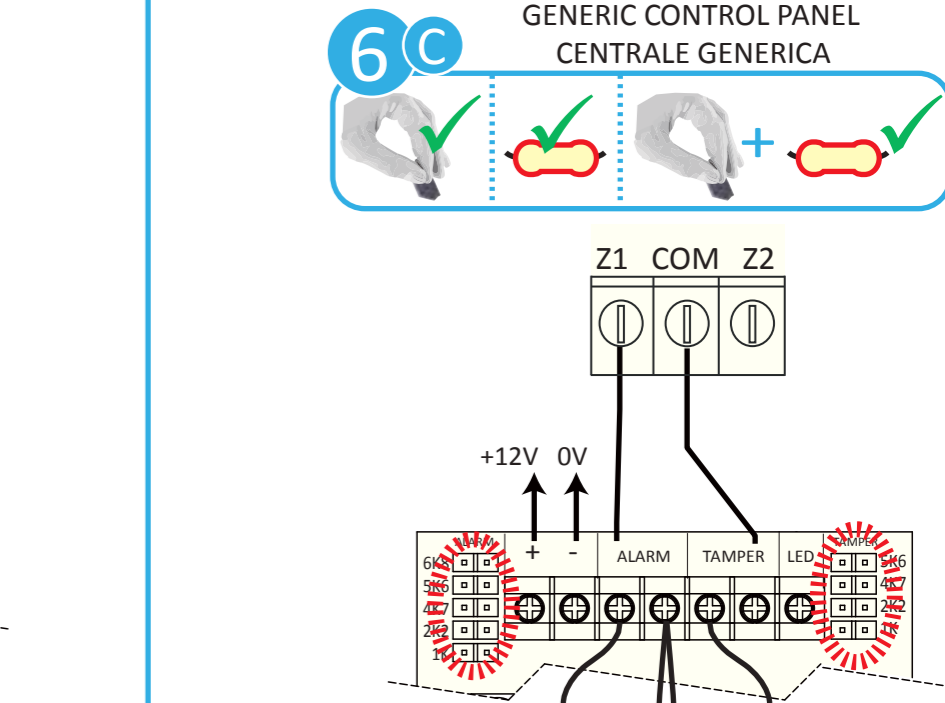 GENERIC CONTROL PANEL
6 C
CENTRALE GENERICA
+
Z1 COM Z2
+12V 0V
ALARM
TAMPER
+ - ALARM TAMPER LED
6K8
5K6
4K7
2K2
1K
5K6
4K7
2K2
1K